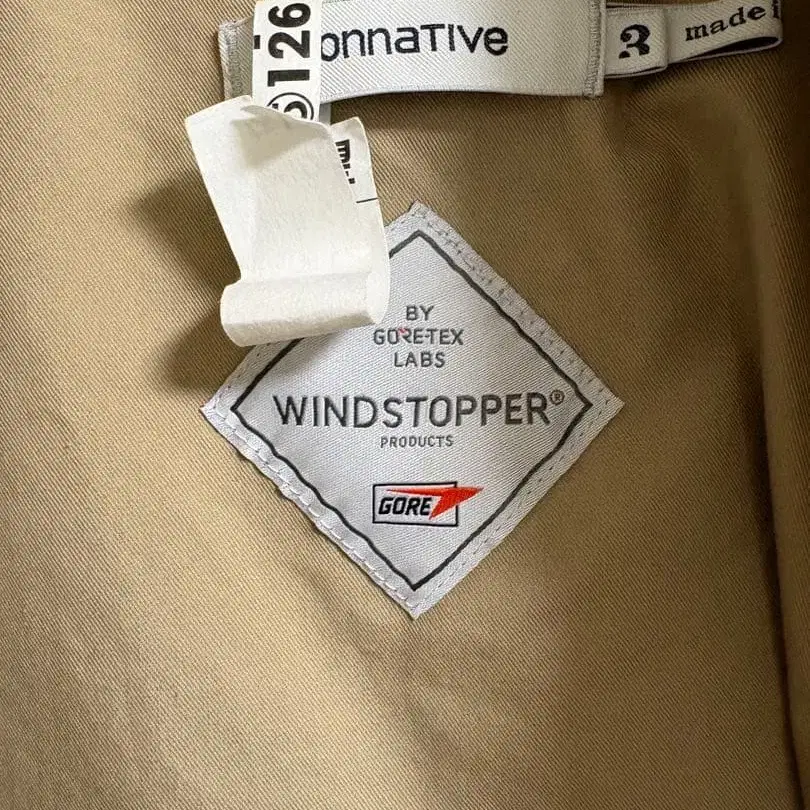 126
onnative
3
made i
BY
GORE-TEX
LABS
WINDSTOPPER®
PRODUCTS
GORE